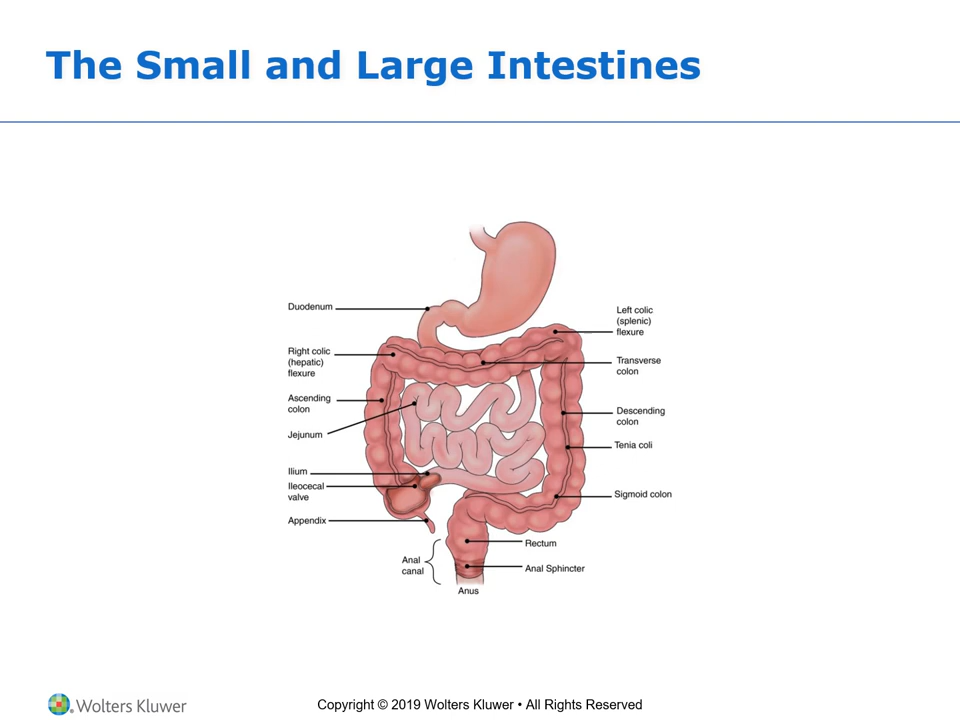 The Small and Large Intestines
Duodenum
Right colic
(hepatic)
flexure
Ascending
colon
Jejunum
Ilium
Ileocecal
valve
Appendix
Anal
canal
Left colic
(splenic)
flexure
Transverse
colon
Descending
colon
Tenia coli
Sigmoid colon
Rectum
Anal Sphincter
Anus
Wolters Kluwer
Copyright © 2019 Wolters Kluwer • All Rights Reserved